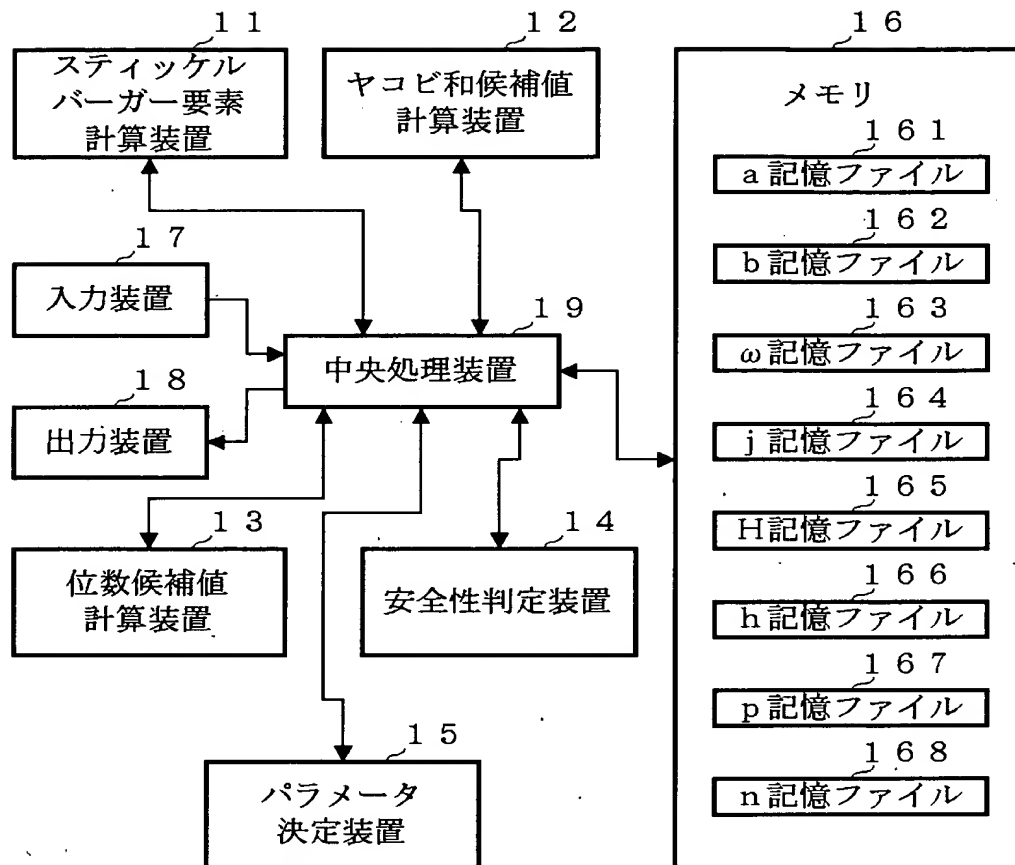 １１
スティッケル
バーガー要素
計算装置
１２
ヤコビ和候補値
計算装置
１７
入力装置
１８
出力装置
１９
中央処理装置
１３
位数候補値
計算装置
１４
安全性判定装置
１５
パラメータ
決定装置
１６
メモリ
１６１
a記憶ファイル
１６２
b記憶ファイル
１６３
ω記憶ファイル
１６４
j記憶ファイル
１６５
H記憶ファイル
１６６
h記憶ファイル
１６７
p記憶ファイル
１６８
n記憶ファイル